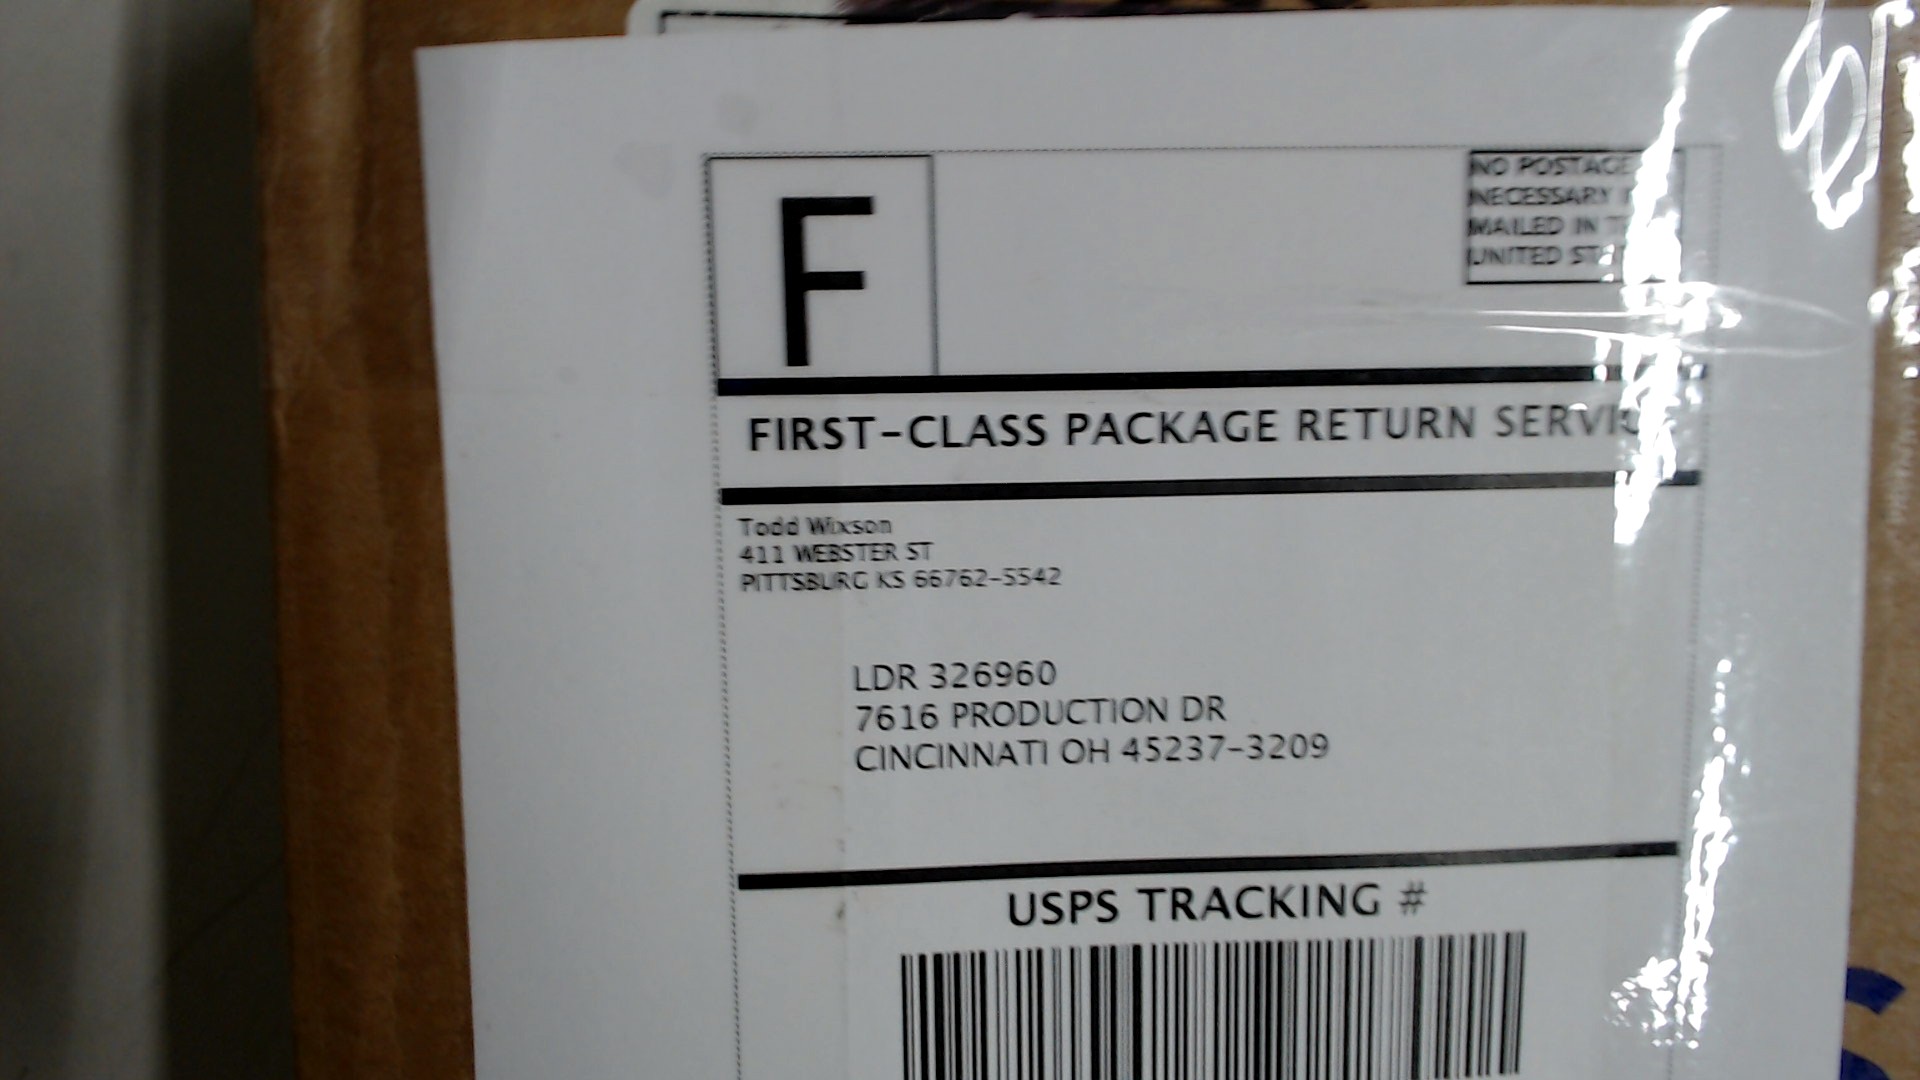 F
NO POSTAGE
NECESSARY
MAILED IN
UNITED
FIRST-CLASS PACKAGE RETURN
Todd Wixson
411 WEBSTER ST
PITTSBURG KS 66762-5542
LDR 326960
7616 PRODUCTION DR
CINCINNATI OH 45237-3209
USPS TRACKING #